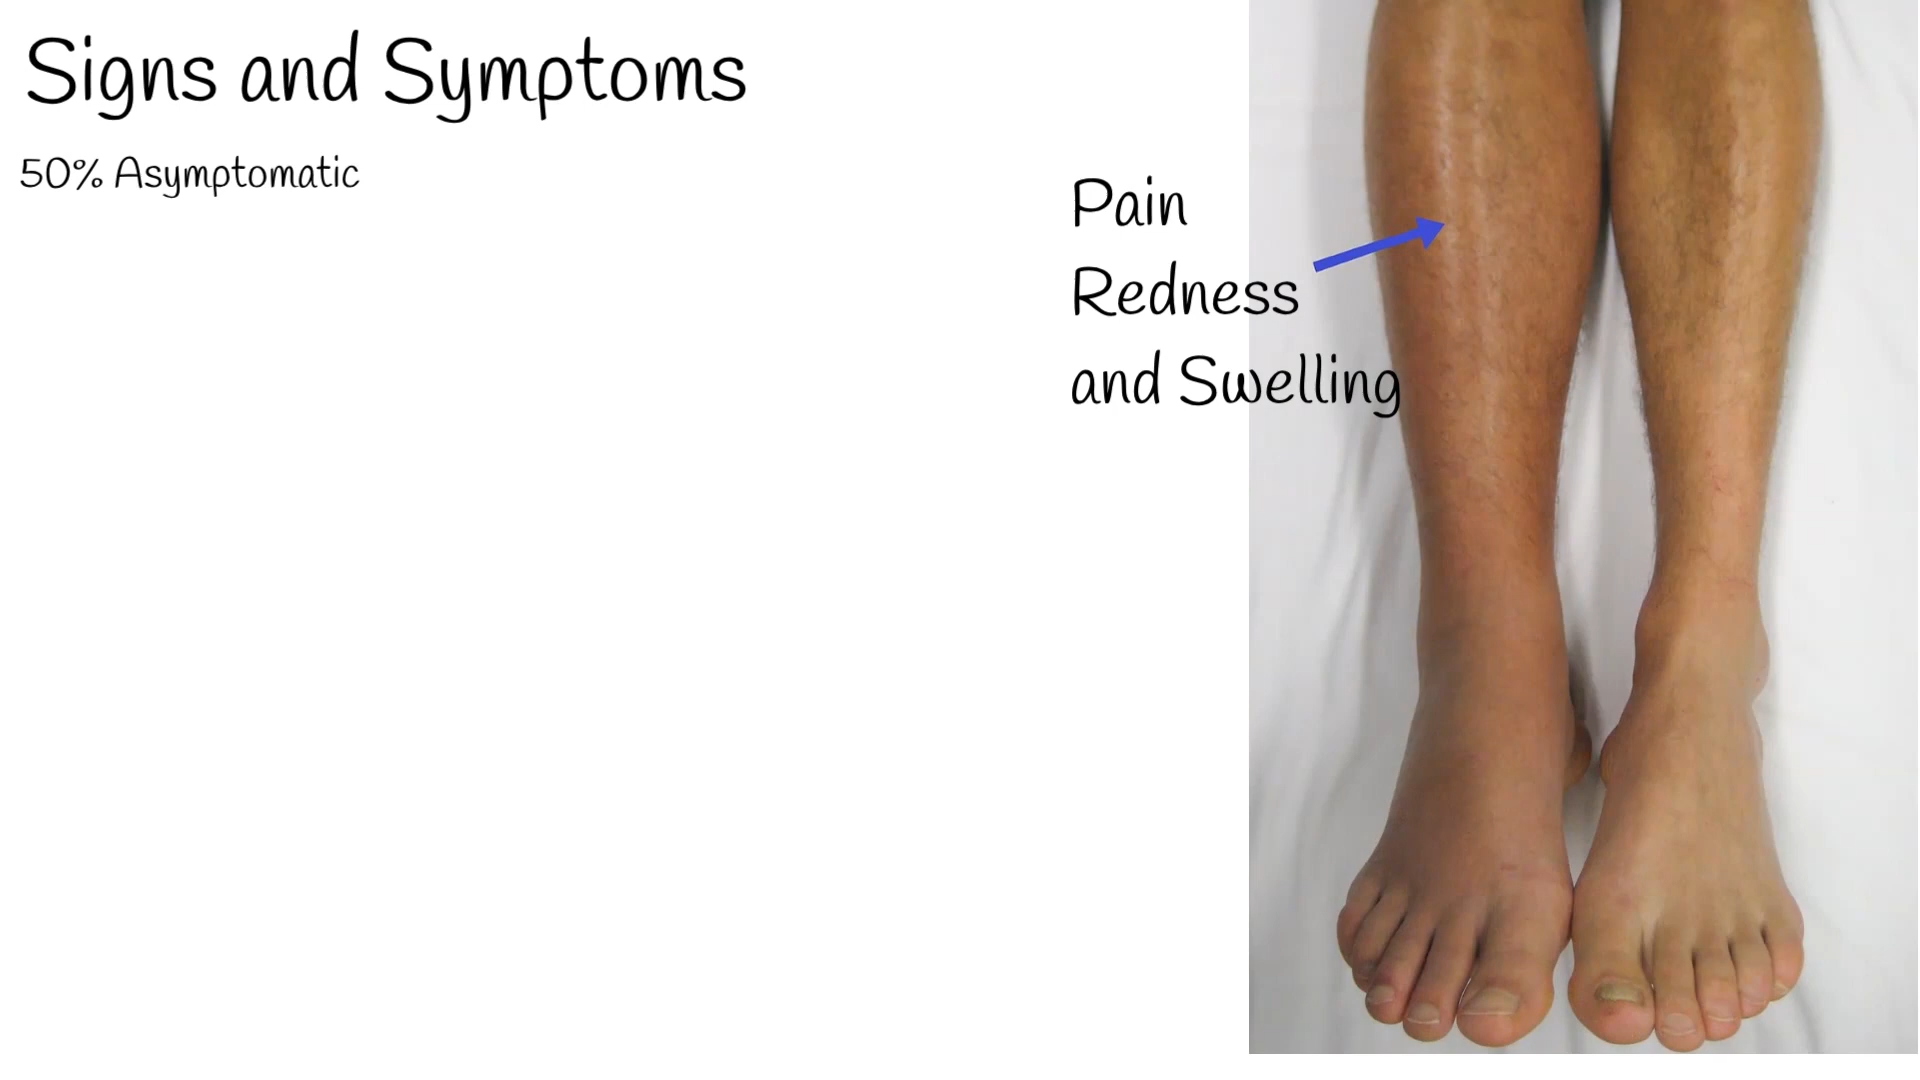 Signs and Symptoms
50% Asymptomatic
Pain
Redness
and Swelling